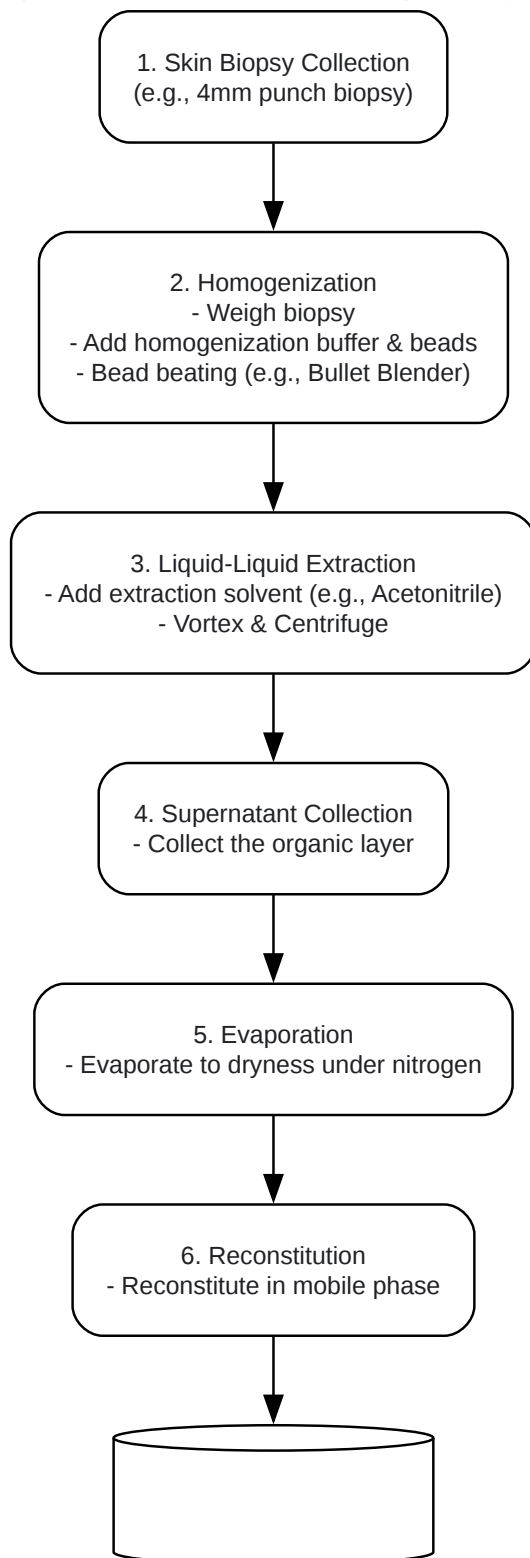 1. Skin Biopsy Collection
(e.g., 4mm punch biopsy)
2. Homogenization
- Weigh biopsy
- Add homogenization buffer & beads
- Bead beating (e.g., Bullet Blender)
3. Liquid-Liquid Extraction
- Add extraction solvent (e.g., Acetonitrile)
- Vortex & Centrifuge
4. Supernatant Collection
- Collect the organic layer
5. Evaporation
- Evaporate to dryness under nitrogen
6. Reconstitution
- Reconstitute in mobile phase